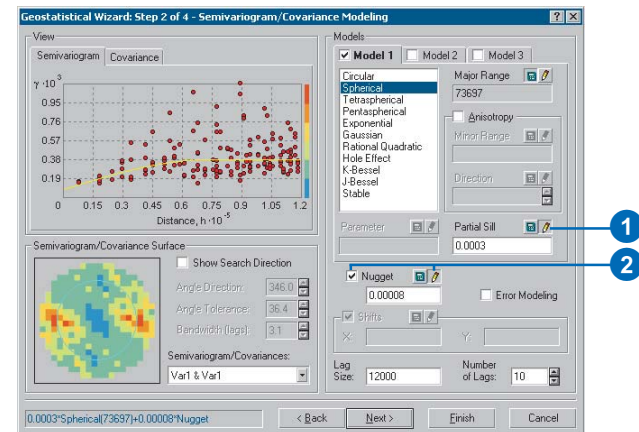 Geostatistical Wizard: Step 2 of 4 - Semivariogram/Covariance Modeling
View
Semivariogram Covariance
γ ·10 3
0.95
0.76
0.57
0.38
0.19
0 0.15 0.3 0.45 0.6 0.75 0.9 1.05 1.2
Distance, h ·10 -5
Semivariogram/Covariance Surface
Show Search Direction
Angle Direction: 346.0
Angle Tolerance: 36.4
Bandwidth (lags): 3.1
Semivariogram/Covariances:
Var1 & Var1
Models
Model 1 Model 2 Model 3
Circular
Spherical
Tetraspherical
Pentaspherical
Exponential
Gaussian
Rational Quadratic
Hole Effect
K-Bessel
J-Bessel
Stable
Major Range
73697
Anisotropy
Minor Range
Direction
Parameter
Partial Sill
0.0003
1
2
Nugget
0.00008
Error Modeling
Shifts
X: Y:
Lag Size: 12000
Number of Lags: 10
0.0003*Spherical(73697)+0.00008*Nugget
< Back Next > Finish Cancel